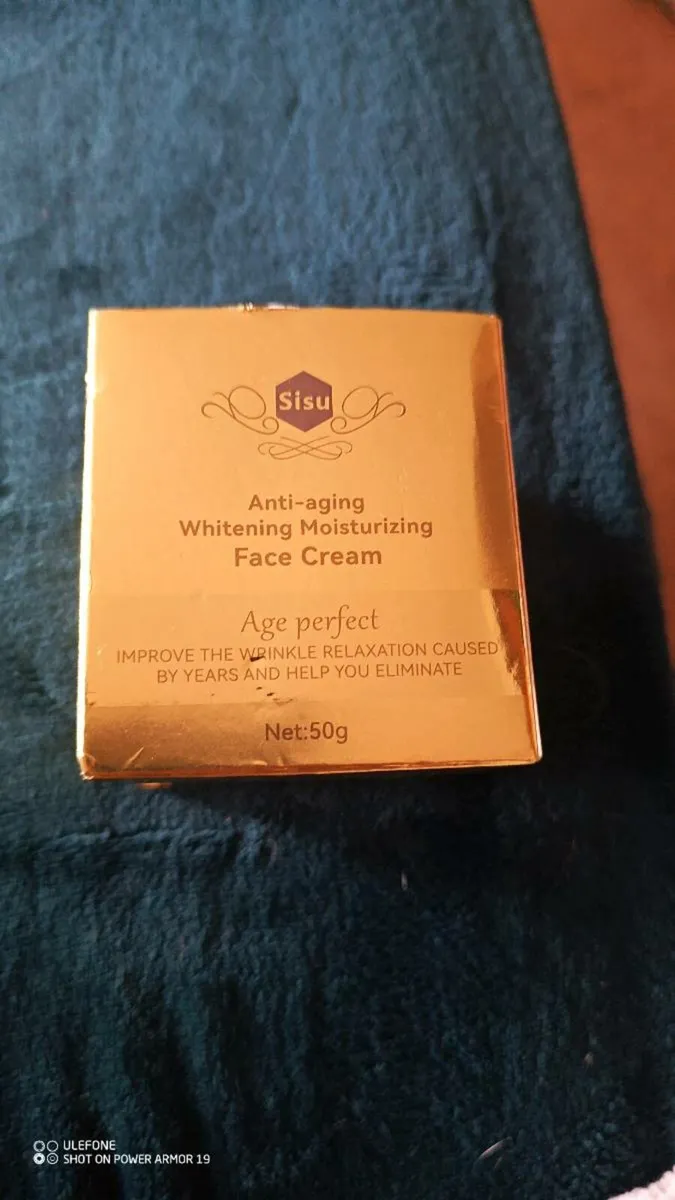 Sisu
Anti-aging
Whitening Moisturizing
Face Cream
Age perfect
IMPROVE THE WRINKLE RELAXATION CAUSED
BY YEARS AND HELP YOU ELIMINATE
Net:50g
ULEFONE
SHOT ON POWER ARMOR 19